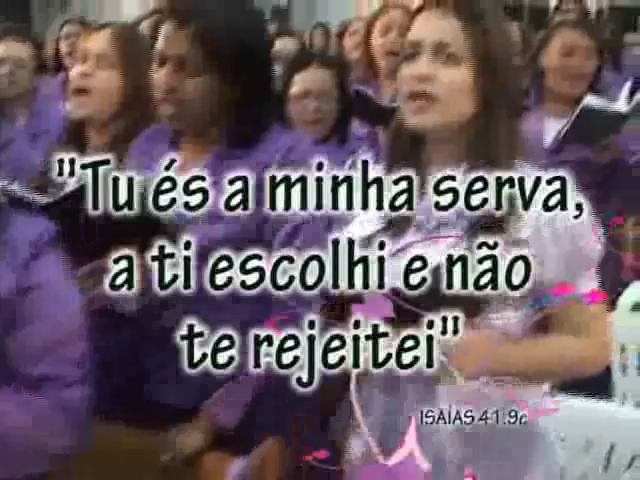 "Tu és a minha serva,
a ti escolhi e não
te rejeitei"
ISAÍAS 41.9c